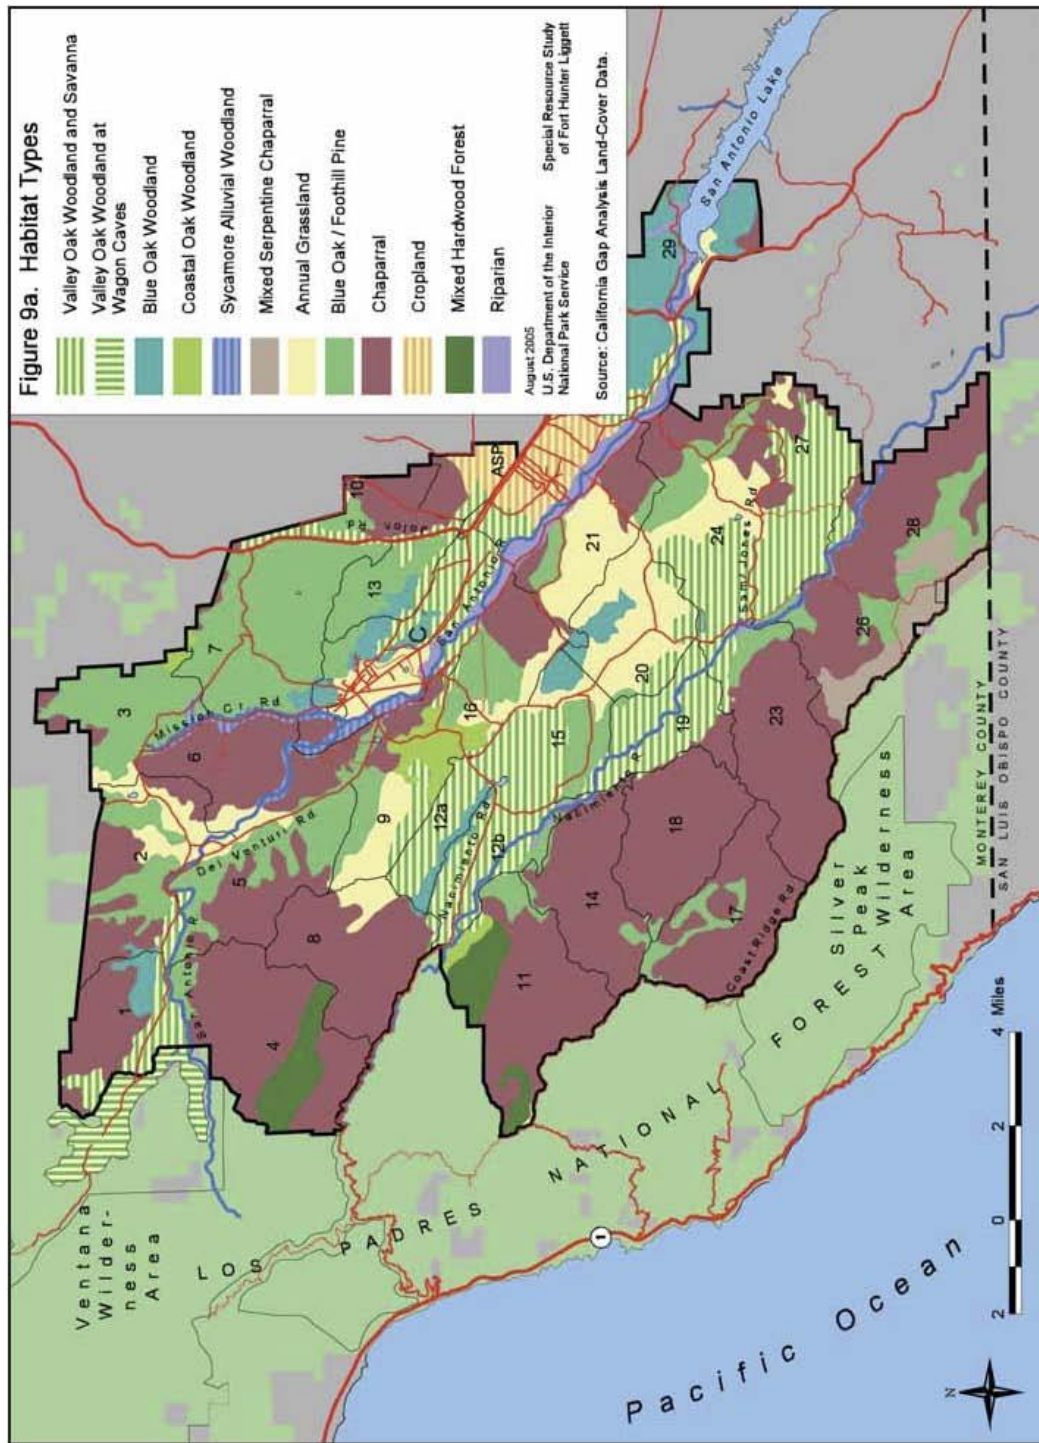 Figure 9a. Habitat Types
Valley Oak Woodland and Savanna
Valley Oak Woodland at
Wagon Caves
Blue Oak Woodland
Coastal Oak Woodland
Sycamore Alluvial Woodland
Mixed Serpentine Chaparral
Annual Grassland
Blue Oak / Foothill Pine
Chaparral
Cropland
Mixed Hardwood Forest
Riparian
August 2005
U.S. Department of the Interior
National Park Service
Special Resource Study
of Fort Hunter Liggett
Source: California Gap Analysis Land-Cover Data.
Ventana
Wilder-
ness
Area
LOS PADRES NATIONAL FOREST
Silver
Peak
Wilderness
Area
Pacific Ocean
San Antonio Lake
MONTEREY COUNTY
SAN LUIS OBISPO COUNTY
San Antonio R.
Del Venturi Rd
Mission Cr. Rd
Jolon Rd
San Antonio R.
Nacimiento Rd
Nacimiento R.
Sam Jones Rd
Coast Ridge Rd
1
2
3
4
5
6
7
8
9
10
11
12a
12b
13
14
15
16
17
18
19
20
21
23
24
26
27
28
29
ASP
C
1
N
2 0 2 4 Miles